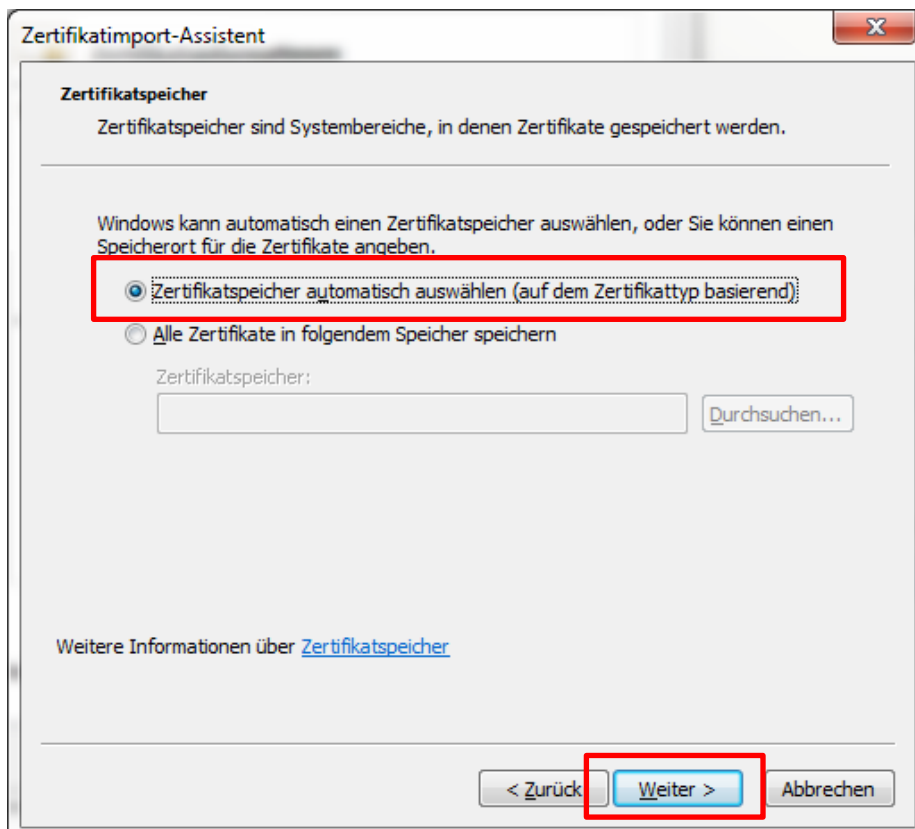 Zertifikatimport-Assistent
Zertifikatspeicher
Zertifikatspeicher sind Systembereiche, in denen Zertifikate gespeichert werden.
Windows kann automatisch einen Zertifikatspeicher auswählen, oder Sie können einen
Speicherort für die Zertifikate angeben.
Zertifikatspeicher automatisch auswählen (auf dem Zertifikattyp basierend)
Alle Zertifikate in folgendem Speicher speichern
Zertifikatspeicher:
Durchsuchen...
Weitere Informationen über Zertifikatspeicher
< Zurück
Weiter >
Abbrechen